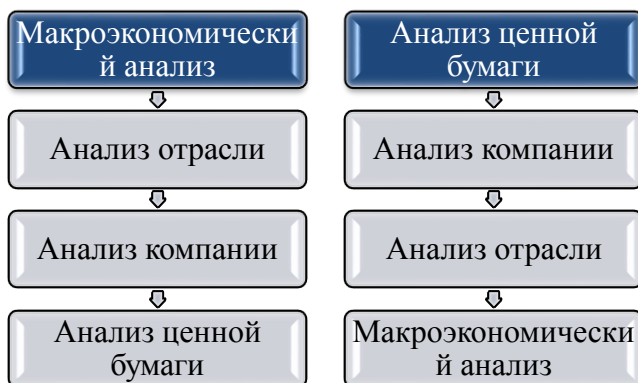 Макроэкономически
й анализ
Анализ отрасли
Анализ компании
Анализ ценной
бумаги
Анализ ценной
бумаги
Анализ компании
Анализ отрасли
Макроэкономически
й анализ